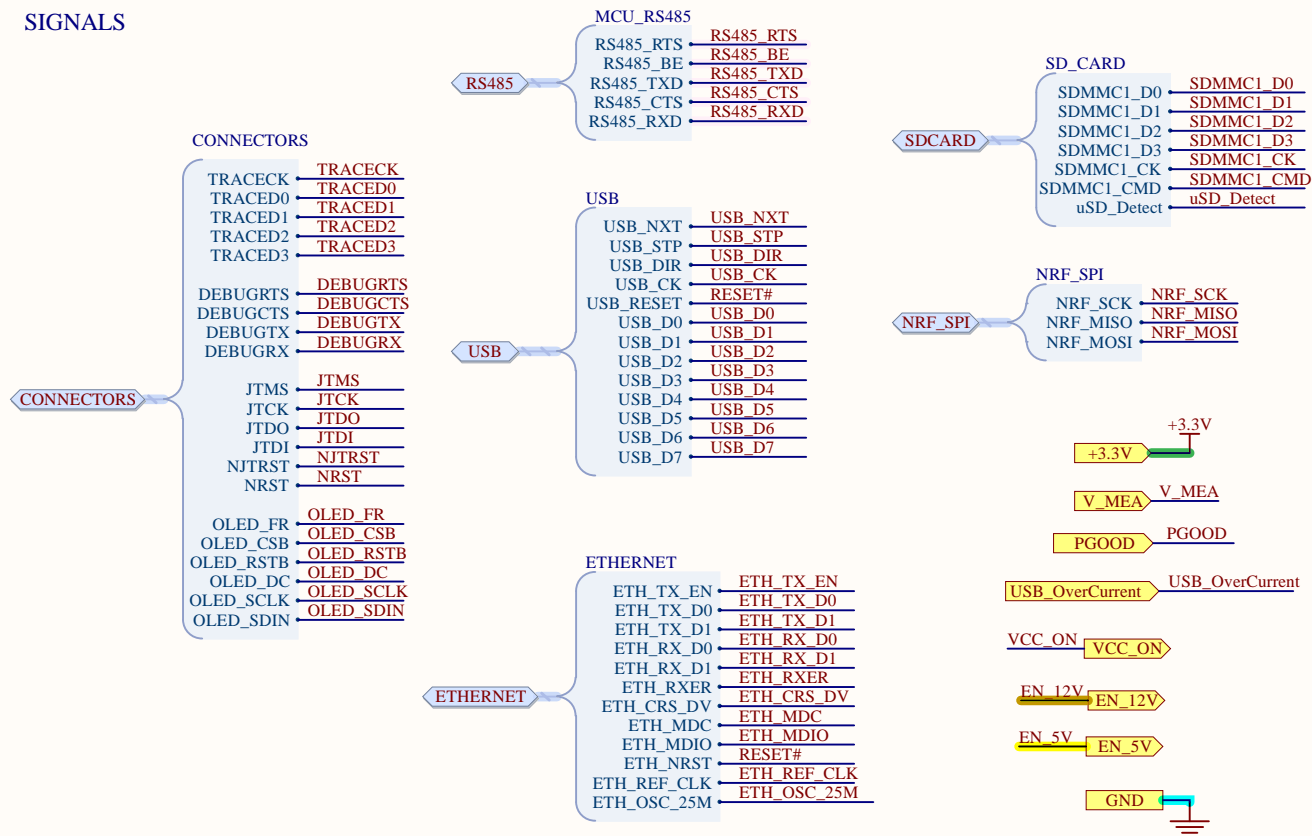 SIGNALS
CONNECTORS
CONNECTORS
TRACECK TRACECK
TRACED0 TRACED0
TRACED1 TRACED1
TRACED2 TRACED2
TRACED3 TRACED3
DEBUGRTS DEBUGRTS
DEBUGCTS DEBUGCTS
DEBUGTX DEBUGTX
DEBUGRX DEBUGRX
JTMS JTMS
JTCK JTCK
JTDO JTDO
JTDI JTDI
NJTRST NJTRST
NRST NRST
OLED_FR OLED_FR
OLED_CSB OLED_CSB
OLED_RSTB OLED_RSTB
OLED_DC OLED_DC
OLED_SCLK OLED_SCLK
OLED_SDIN OLED_SDIN
MCU_RS485
RS485
RS485_RTS RS485_RTS
RS485_BE RS485_BE
RS485_TXD RS485_TXD
RS485_CTS RS485_CTS
RS485_RXD RS485_RXD
USB
USB
USB_NXT USB_NXT
USB_STP USB_STP
USB_DIR USB_DIR
USB_CK USB_CK
USB_RESET RESET#
USB_D0 USB_D0
USB_D1 USB_D1
USB_D2 USB_D2
USB_D3 USB_D3
USB_D4 USB_D4
USB_D5 USB_D5
USB_D6 USB_D6
USB_D7 USB_D7
ETHERNET
ETHERNET
ETH_TX_EN ETH_TX_EN
ETH_TX_D0 ETH_TX_D0
ETH_TX_D1 ETH_TX_D1
ETH_RX_D0 ETH_RX_D0
ETH_RX_D1 ETH_RX_D1
ETH_RXER ETH_RXER
ETH_CRS_DV ETH_CRS_DV
ETH_MDC ETH_MDC
ETH_MDIO ETH_MDIO
ETH_NRST RESET#
ETH_REF_CLK ETH_REF_CLK
ETH_OSC_25M ETH_OSC_25M
SD_CARD
SDCARD
SDMMC1_D0 SDMMC1_D0
SDMMC1_D1 SDMMC1_D1
SDMMC1_D2 SDMMC1_D2
SDMMC1_D3 SDMMC1_D3
SDMMC1_CK SDMMC1_CK
SDMMC1_CMD SDMMC1_CMD
uSD_Detect uSD_Detect
NRF_SPI
NRF_SPI
NRF_SCK NRF_SCK
NRF_MISO NRF_MISO
NRF_MOSI NRF_MOSI
+3.3V +3.3V
V_MEA V_MEA
PGOOD PGOOD
USB_OverCurrent USB_OverCurrent
VCC_ON VCC_ON
EN_12V EN_12V
EN_5V EN_5V
GND